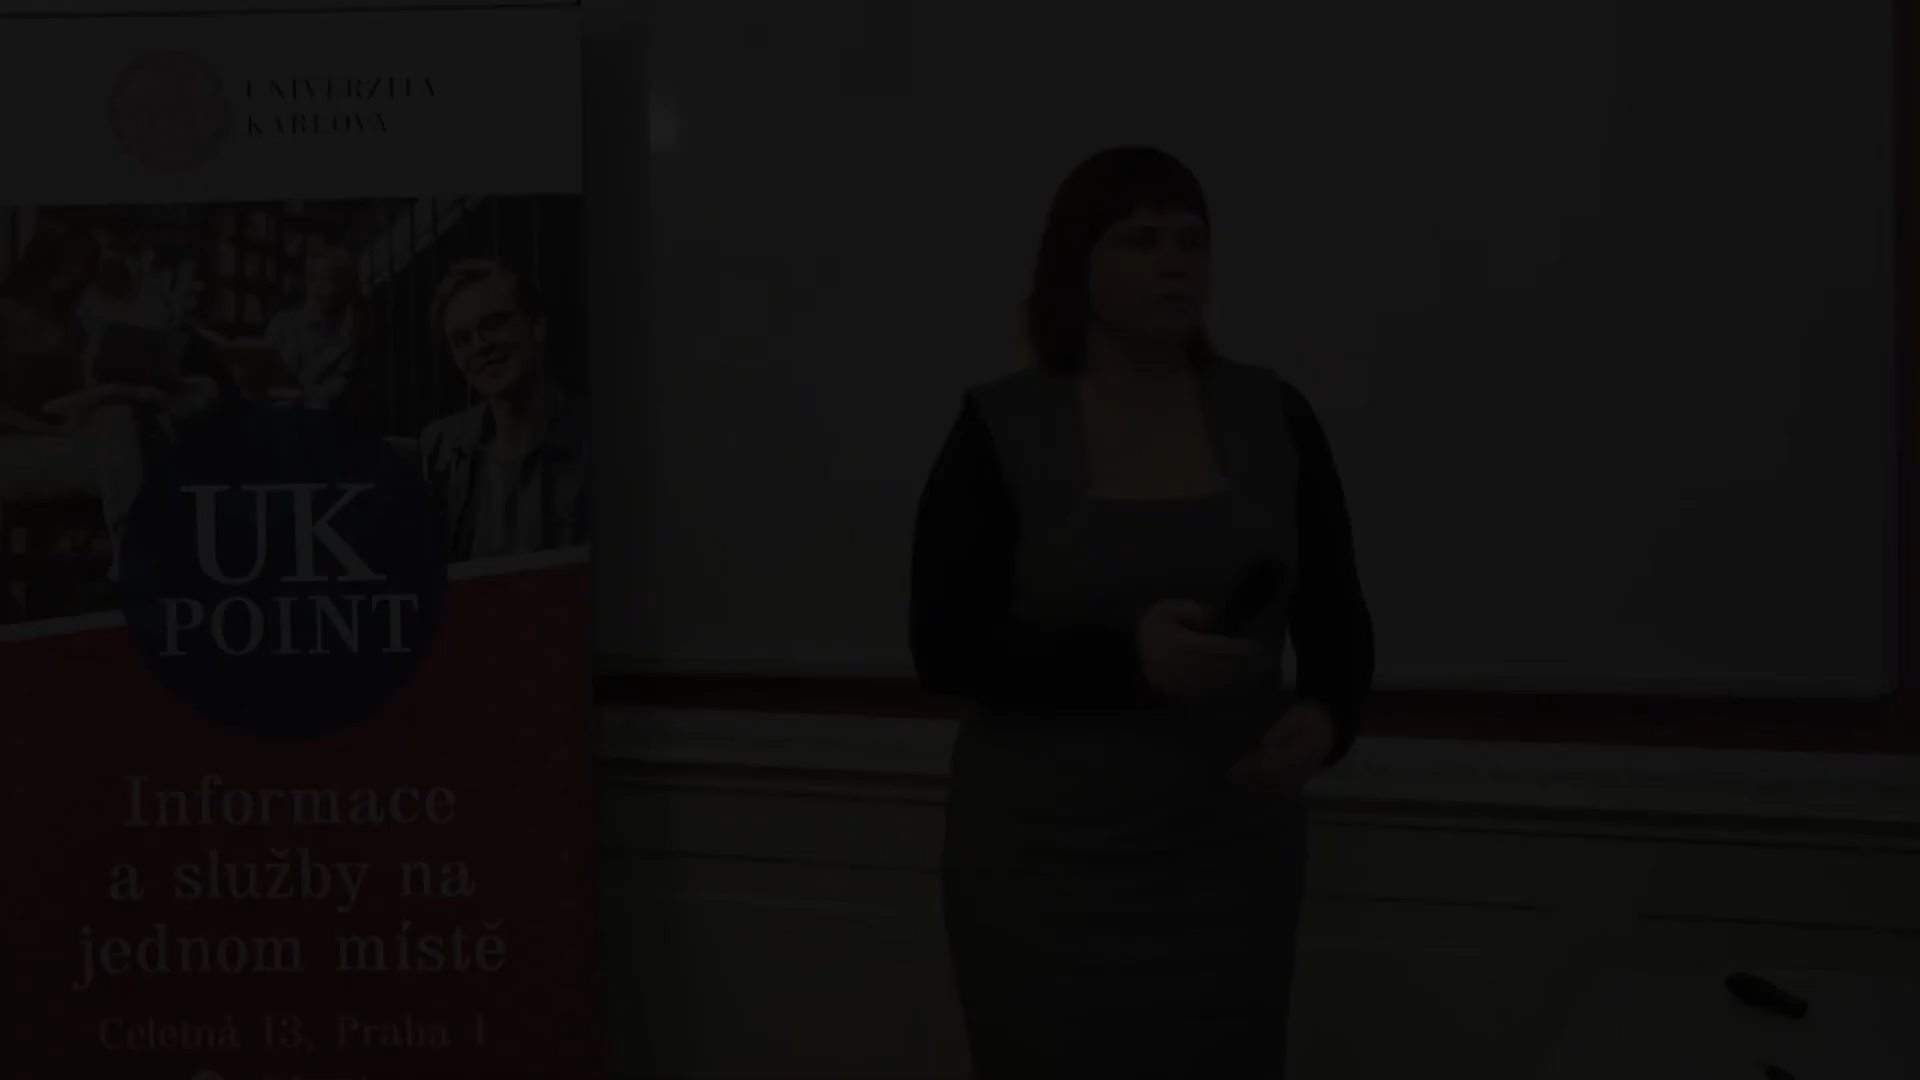 UNIVERZITA
KARLOVA
UK
POINT
Informace
a služby na
jednom místě
Celetná 13, Praha 1